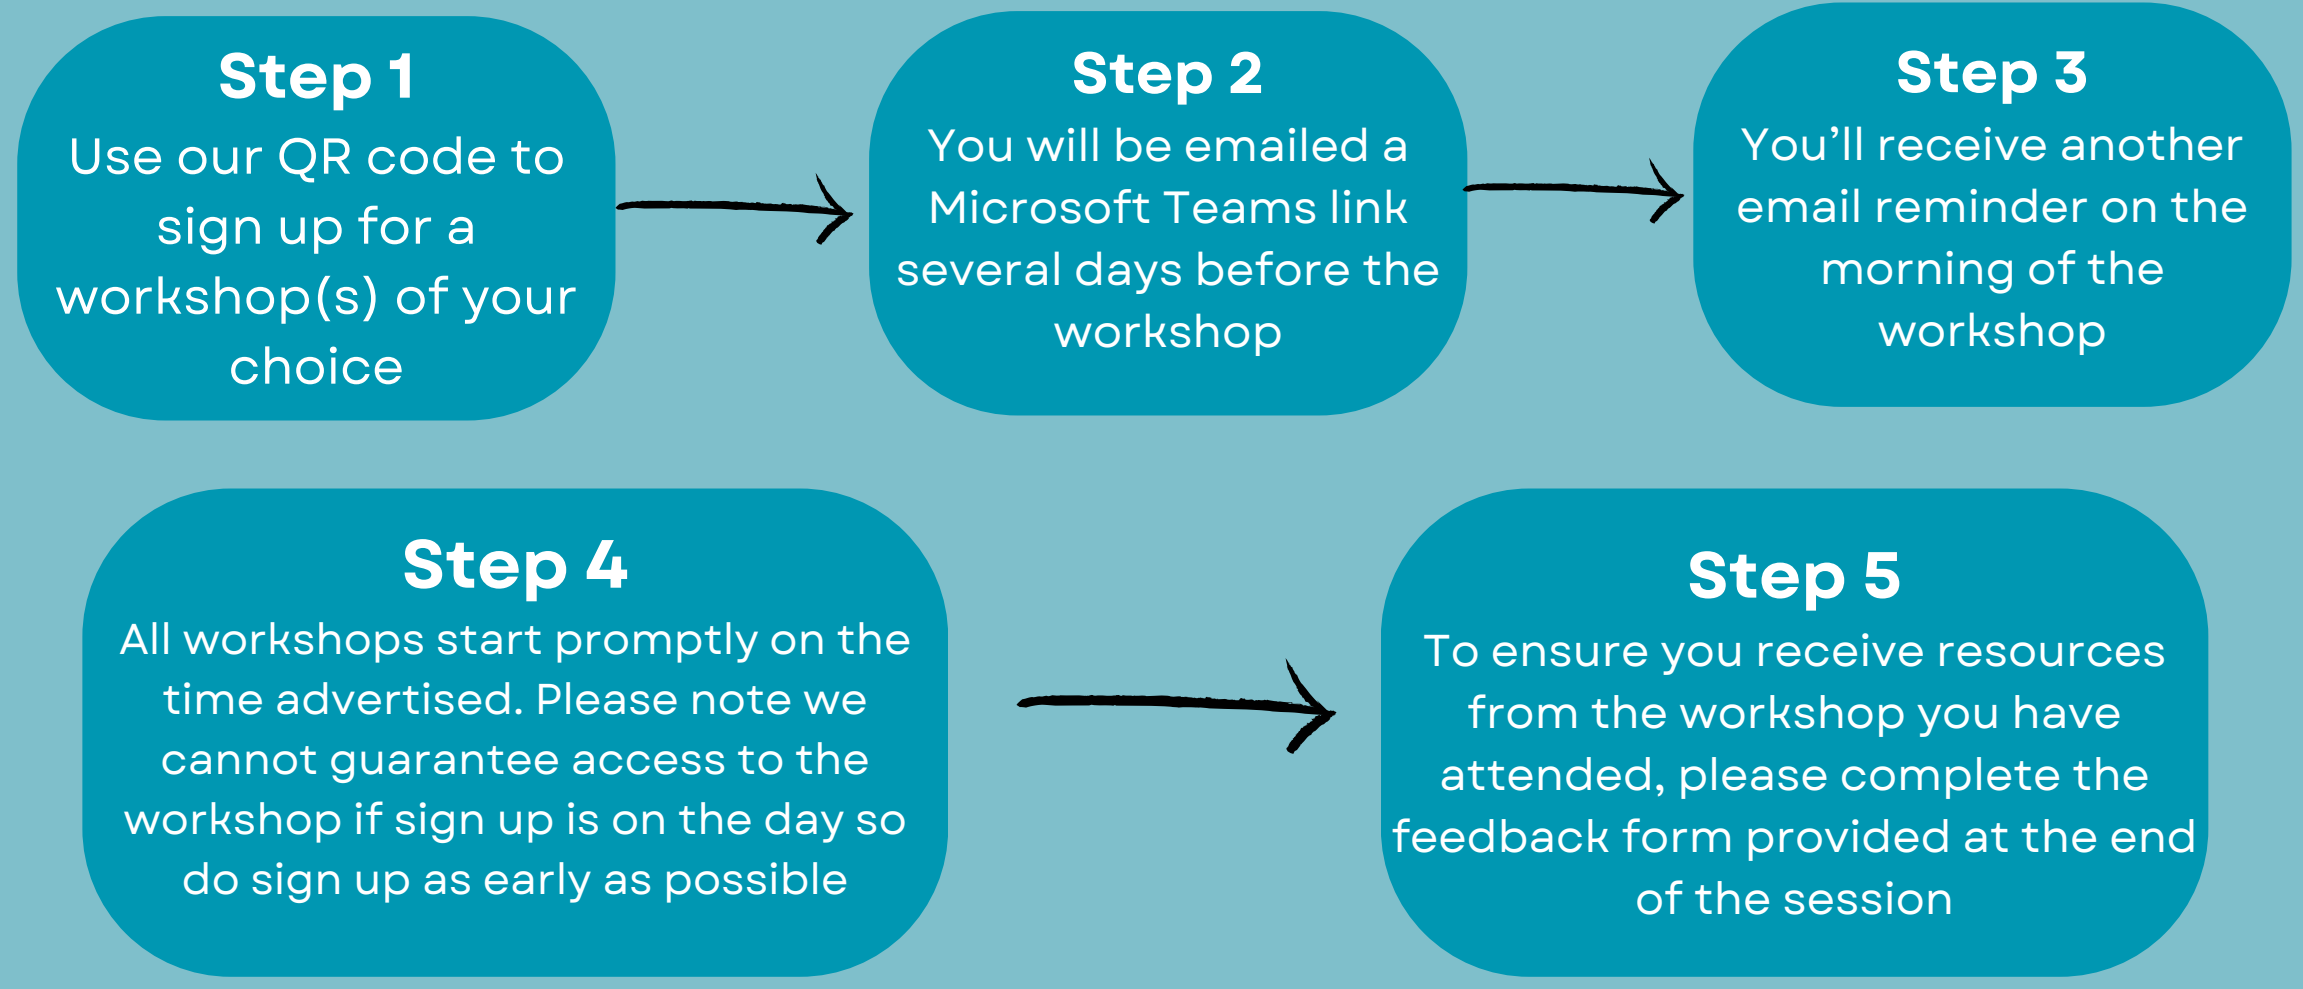 Step 1
Use our QR code to
sign up for a
workshop(s) of your
choice
Step 2
You will be emailed a
Microsoft Teams link
several days before the
workshop
Step 3
You’ll receive another
email reminder on the
morning of the
workshop
Step 4
All workshops start promptly on the
time advertised. Please note we
cannot guarantee access to the
workshop if sign up is on the day so
do sign up as early as possible
Step 5
To ensure you receive resources
from the workshop you have
attended, please complete the
feedback form provided at the end
of the session